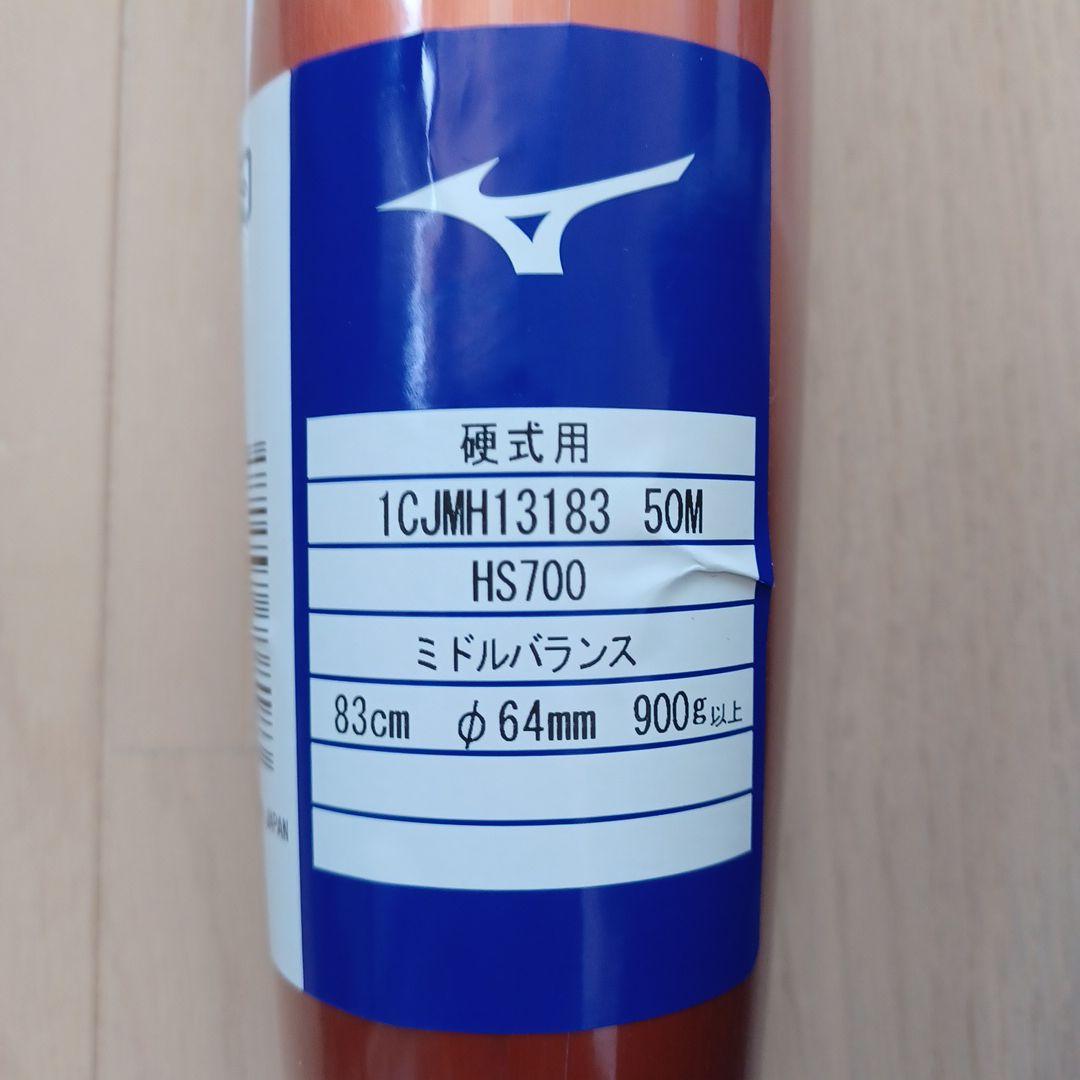 硬式用
1CJMH13183 50M
HS700
ミドルバランス
83cm φ64mm 900g以上
JAPAN